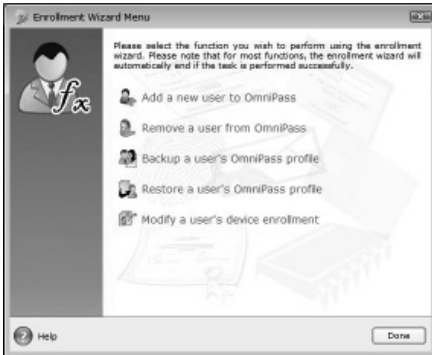 Enrollment Wizard Menu
Please select the function you wish to perform using the enrollment
wizard. Please note that for most functions, the enrollment wizard will
automatically end if the task is performed successfully.
fx
Add a new user to OmniPass
Remove a user from OmniPass
Backup a user's OmniPass profile
Restore a user's OmniPass profile
Modify a user's device enrollment
Help
Done